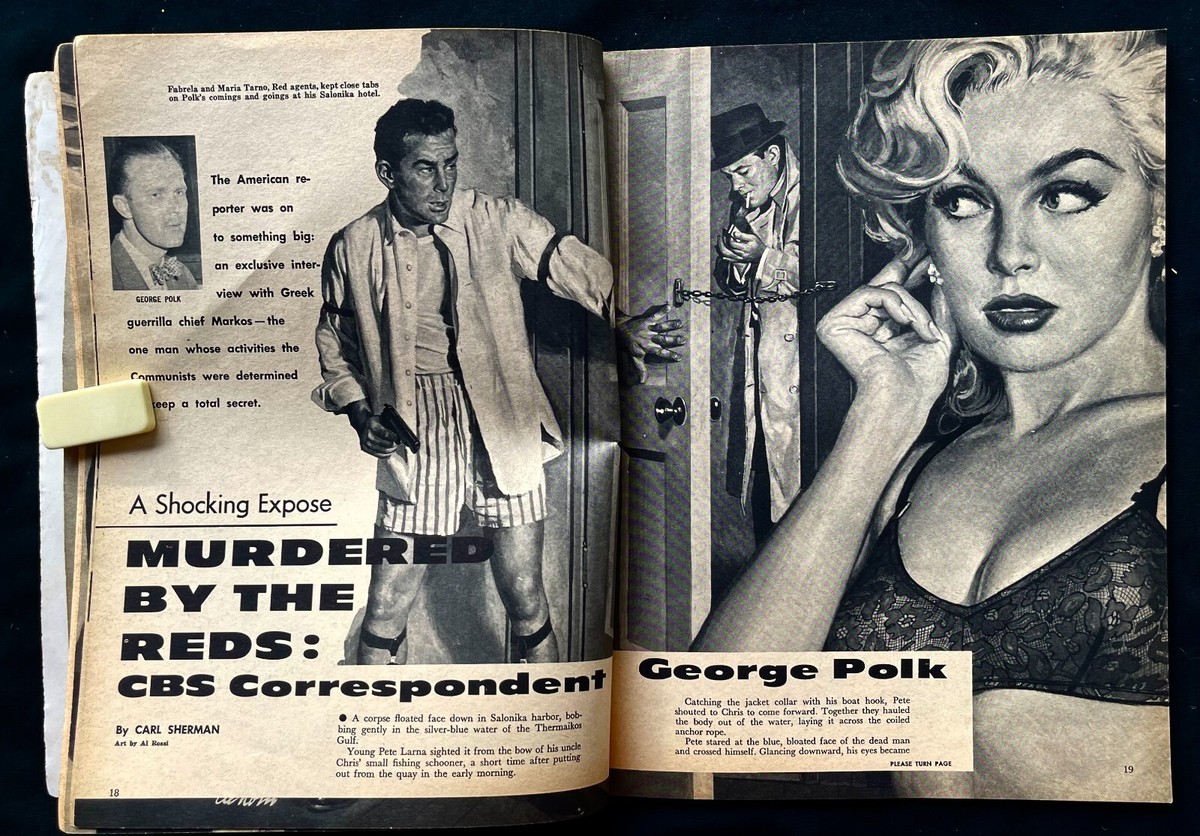 Fabrela and Maria Tarno, Red agents, kept close tabs
on Polk's comings and goings at his Salonika hotel.
GEORGE POLK
The American re-
porter was on
to something big:
an exclusive inter-
view with Greek
guerrilla chief Markos—the
one man whose activities the
Communists were determined
keep a total secret.
A Shocking Expose
MURDERED
BY THE
REDS:
CBS Correspondent George Polk
By CARL SHERMAN
Art by Al Rossi
● A corpse floated face down in Salonika harbor, bob-
bing gently in the silver-blue water of the Thermaikos
Gulf.
Young Pete Larna sighted it from the bow of his uncle
Chris' small fishing schooner, a short time after putting
out from the quay in the early morning.
18
Catching the jacket collar with his boat hook, Pete
shouted to Chris to come forward. Together they hauled
the body out of the water, laying it across the coiled
anchor rope.
Pete stared at the blue, bloated face of the dead man
and crossed himself. Glancing downward, his eyes became
PLEASE TURN PAGE
19